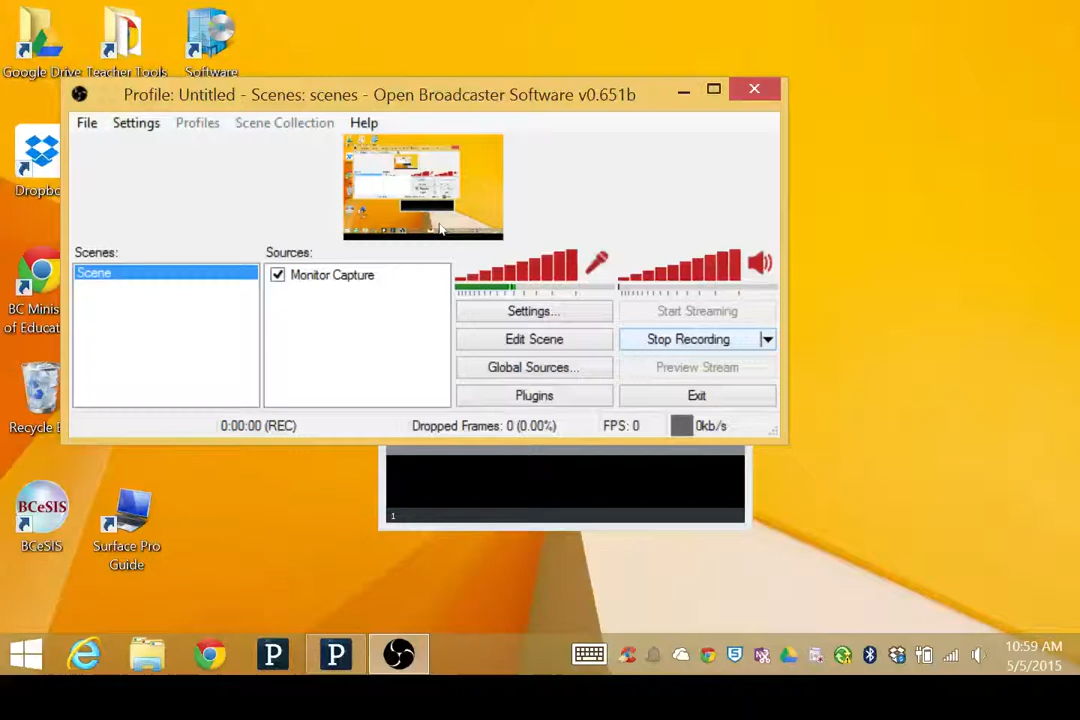 Google Drive
Teacher Tools
Software
Profile: Untitled - Scenes: scenes - Open Broadcaster Software v0.651b
File Settings Profiles Scene Collection Help
Dropbo
Scenes:
Sources:
Scene
Monitor Capture
BC Minis
of Educat
Settings...
Start Streaming
Edit Scene
Stop Recording
Global Sources...
Preview Stream
Plugins
Exit
Recycle B
0:00:00 (REC)
Dropped Frames: 0 (0.00%)
FPS: 0
0kb/s
BCeSIS
1
BCeSIS
Surface Pro
Guide
P
P
10:59 AM
5/5/2015